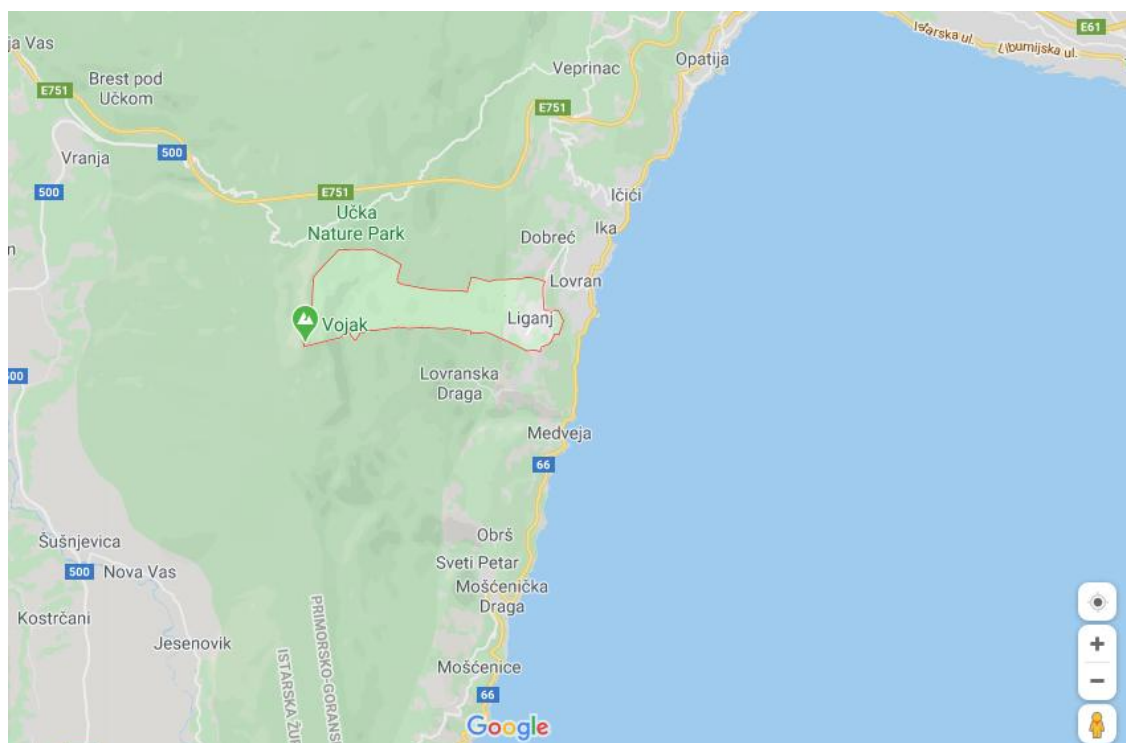 Istarska ul.
E61
Liburnijska ul.
ja Vas
Opatija
Veprinac
Brest pod
Učkom
E751
E751
Vranja
500
500
E751
Ičići
Učka
Nature Park
Ika
Dobreć
Lovran
Vojak
Liganj
Lovranska
Draga
Medveja
66
Obrš
Šušnjevica
Sveti Petar
500
Nova Vas
Mošćenička
Draga
Kostrčani
PRIMORSKO-GORANS
ISTARSKA ŽUP
Jesenovik
Mošćenice
66
Google